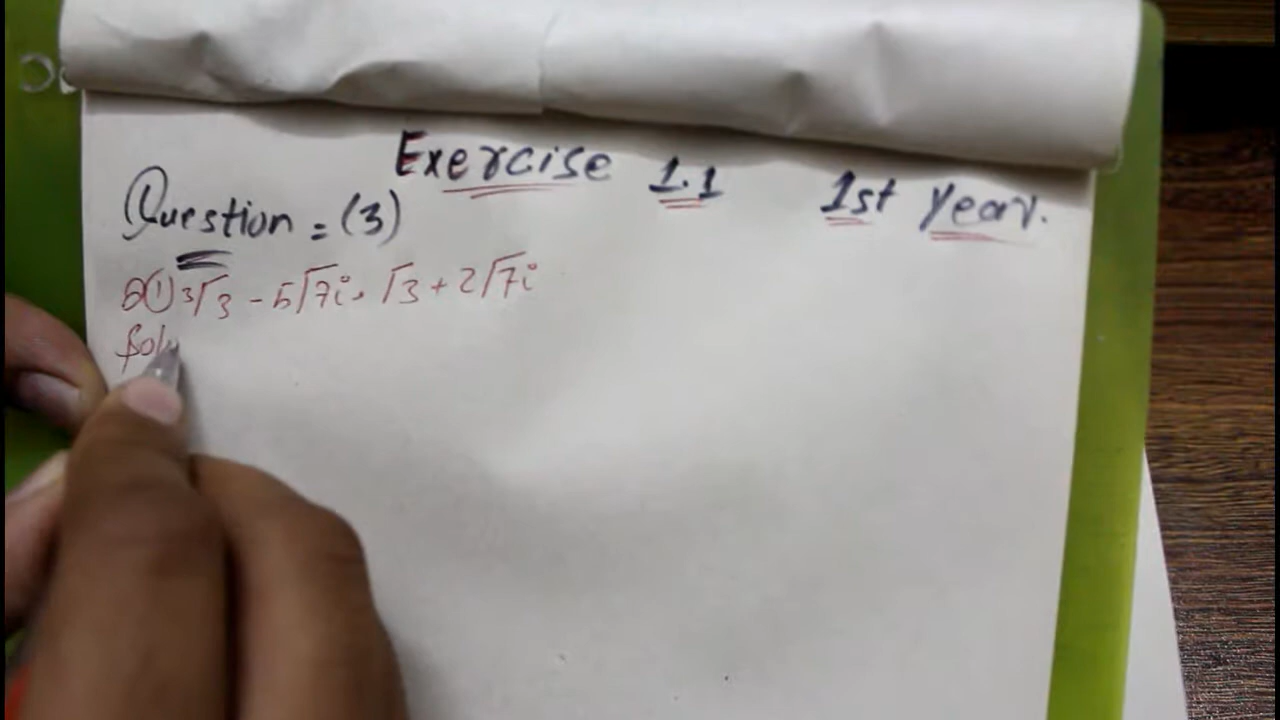 Exercise 1.1 1st Year.
Question = (3)
(1) 3√3 - 5√7i, √3 + 2√7i
Sol